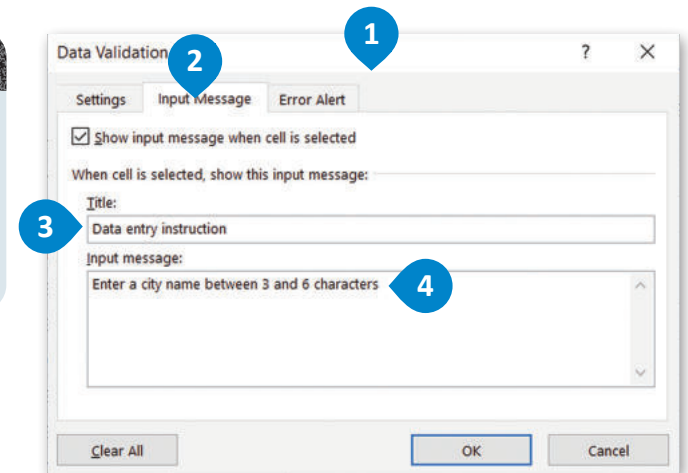 1
Data Validation
2
? ×
Settings Input Message Error Alert
Show input message when cell is selected
When cell is selected, show this input message:
Title:
3
Data entry instruction
Input message:
Enter a city name between 3 and 6 characters
4
Clear All OK Cancel